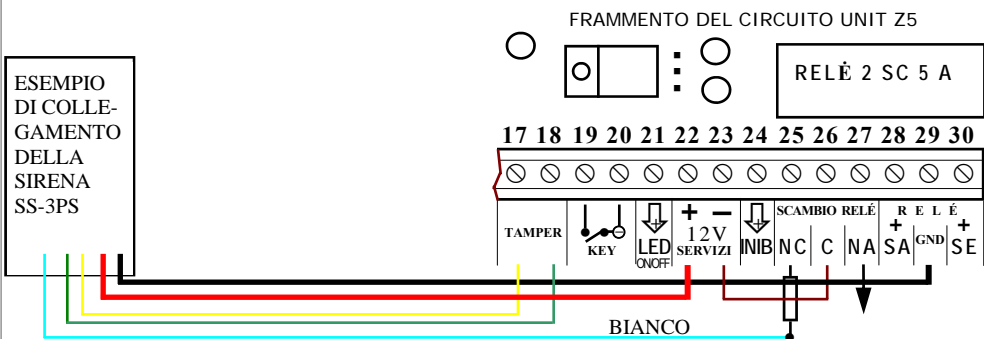 FRAMMENTO DEL CIRCUITO UNIT Z5
ESEMPIO
DI COLLE-
GAMENTO
DELLA
SIRENA
SS-3PS
RELĖ 2 SC 5 A
17 18 19 20 21 22 23 24 25 26 27 28 29 30
TAMPER
KEY
LED
ON/OFF
+ −
12V
SERVIZI
INIB
SCAMBIO RELÉ
NC C NA
R E L É
+ +
SA GND SE
BIANCO